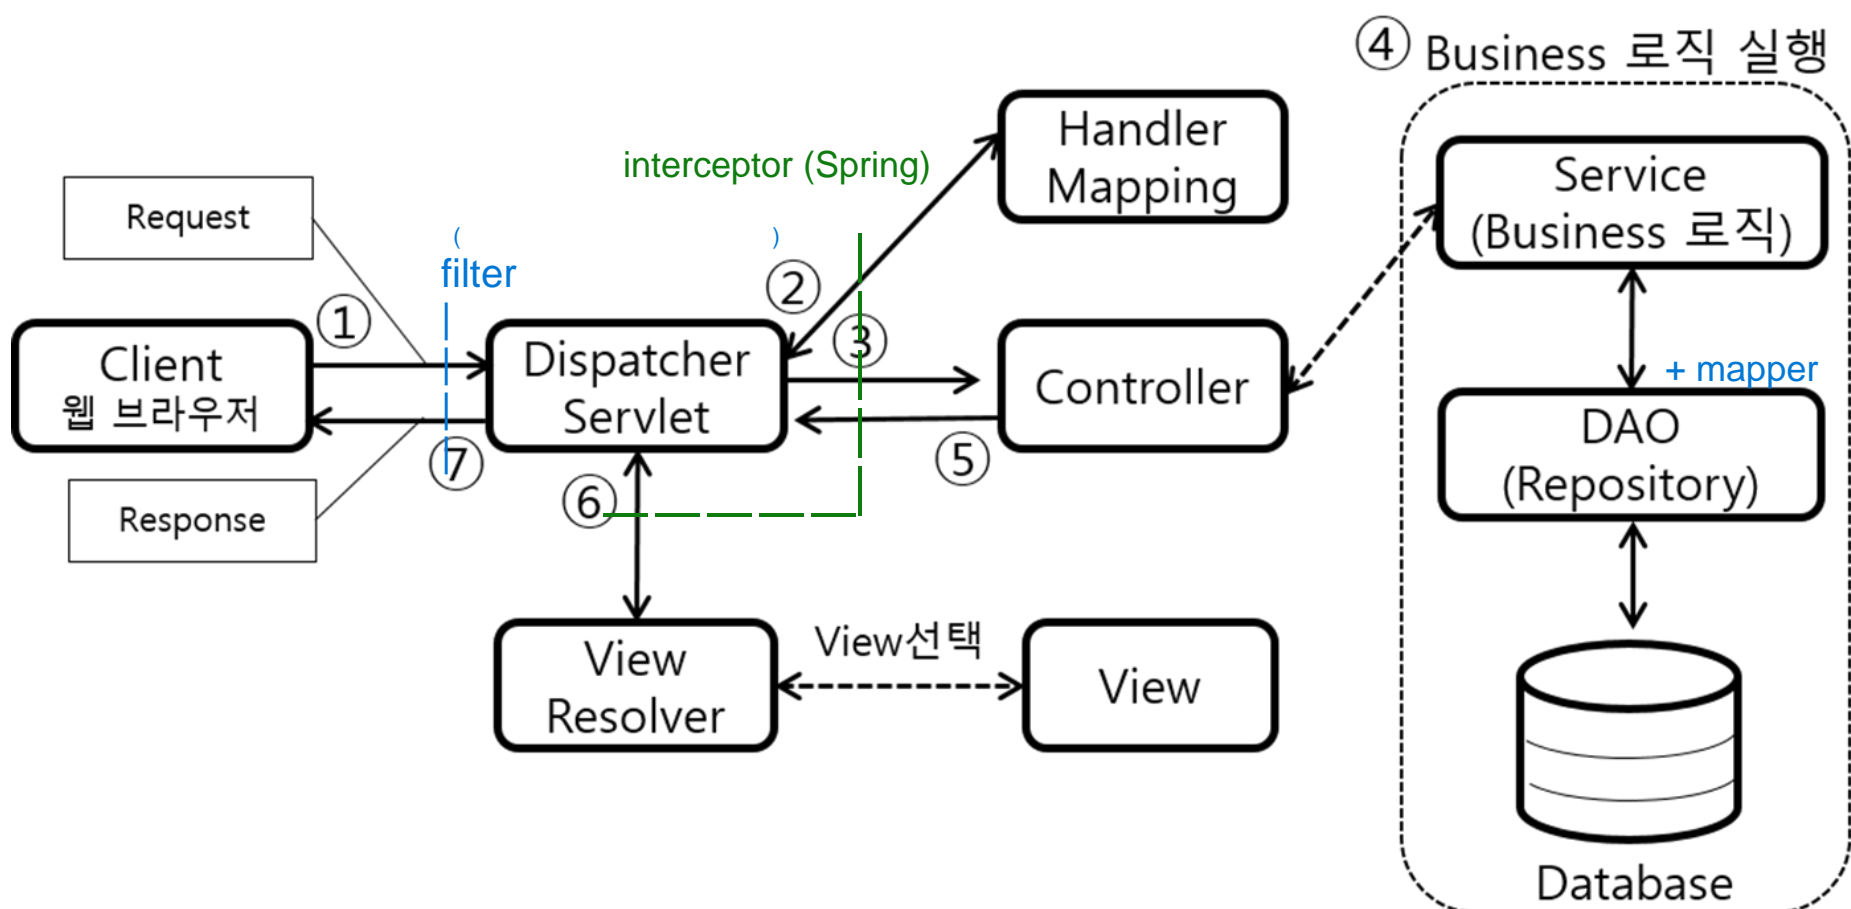 ④ Business 로직 실행
Handler
Mapping
interceptor (Spring)
Service
(Business 로직)
Request
( )
filter
②
①
③
Client
웹 브라우저
Dispatcher
Servlet
Controller
+ mapper
DAO
(Repository)
⑦
⑤
⑥
Response
View
Resolver
View선택
View
Database